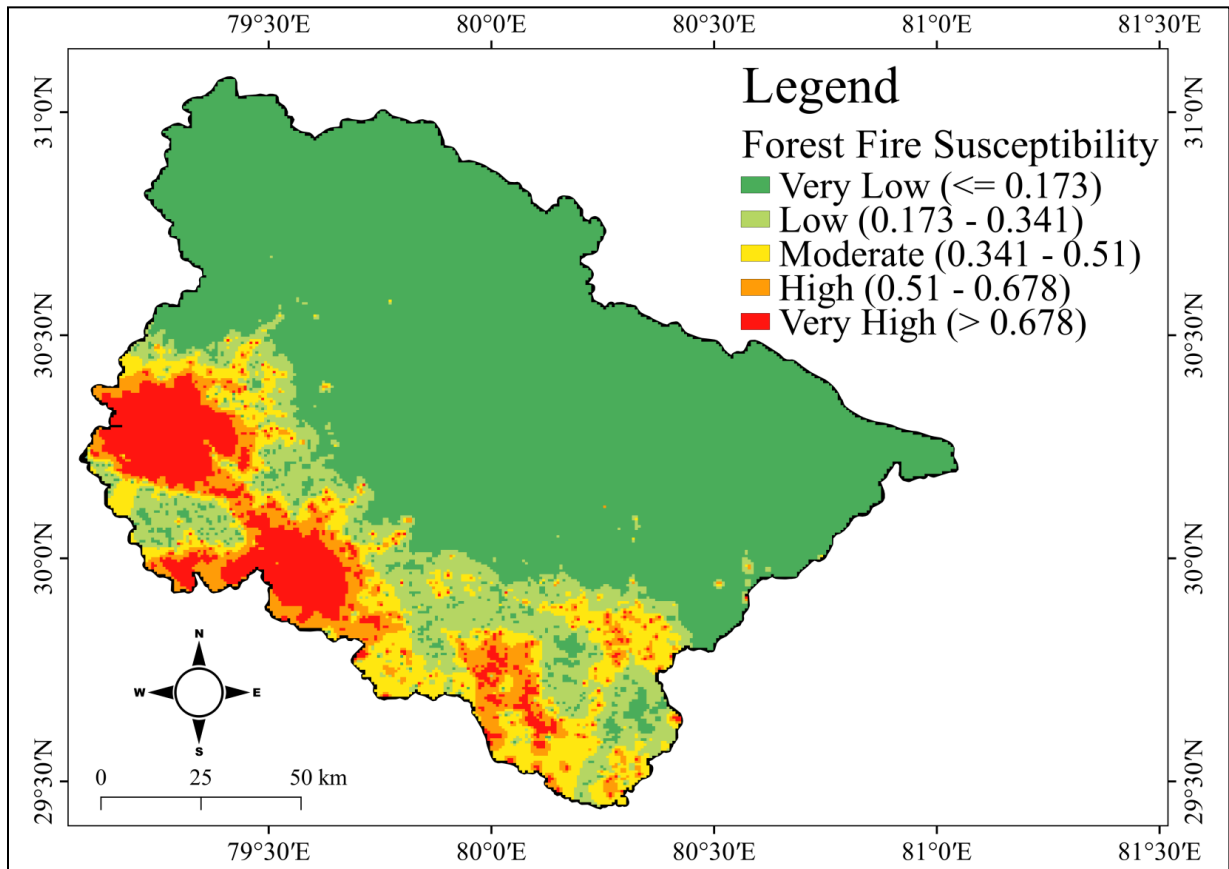 79°30'E 80°0'E 80°30'E 81°0'E 81°30'E
31°0'N
31°0'N
30°30'N
30°30'N
30°0'N
30°0'N
29°30'N
29°30'N
Legend
Forest Fire Susceptibility
Very Low (<= 0.173)
Low (0.173 - 0.341)
Moderate (0.341 - 0.51)
High (0.51 - 0.678)
Very High (> 0.678)
N
W E
S
0 25 50 km
79°30'E 80°0'E 80°30'E 81°0'E 81°30'E